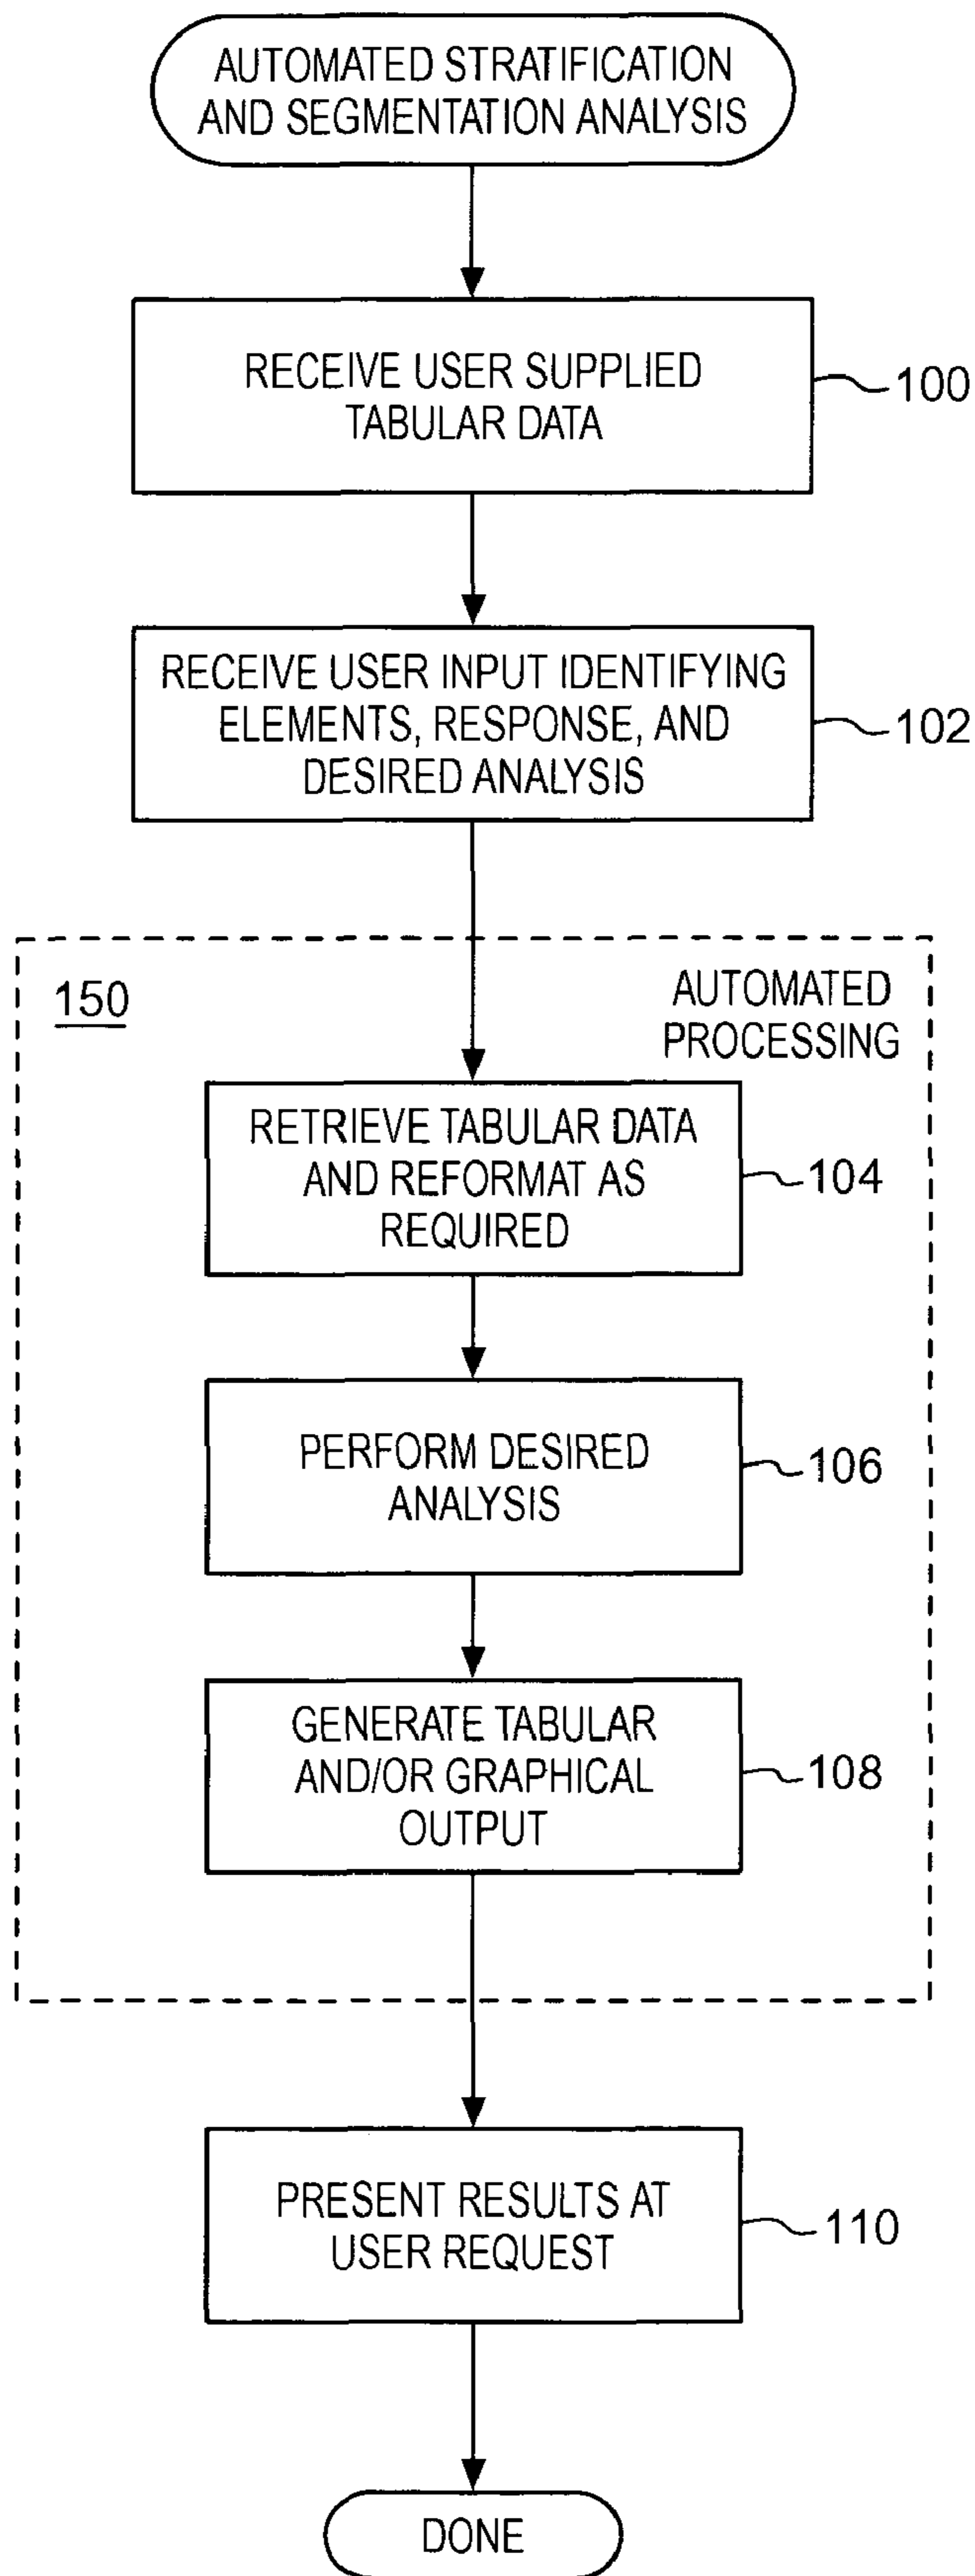 AUTOMATED STRATIFICATION
AND SEGMENTATION ANALYSIS
RECEIVE USER SUPPLIED
TABULAR DATA
100
RECEIVE USER INPUT IDENTIFYING
ELEMENTS, RESPONSE, AND
DESIRED ANALYSIS
102
150
AUTOMATED
PROCESSING
RETRIEVE TABULAR DATA
AND REFORMAT AS
REQUIRED
104
PERFORM DESIRED
ANALYSIS
106
GENERATE TABULAR
AND/OR GRAPHICAL
OUTPUT
108
PRESENT RESULTS AT
USER REQUEST
110
DONE